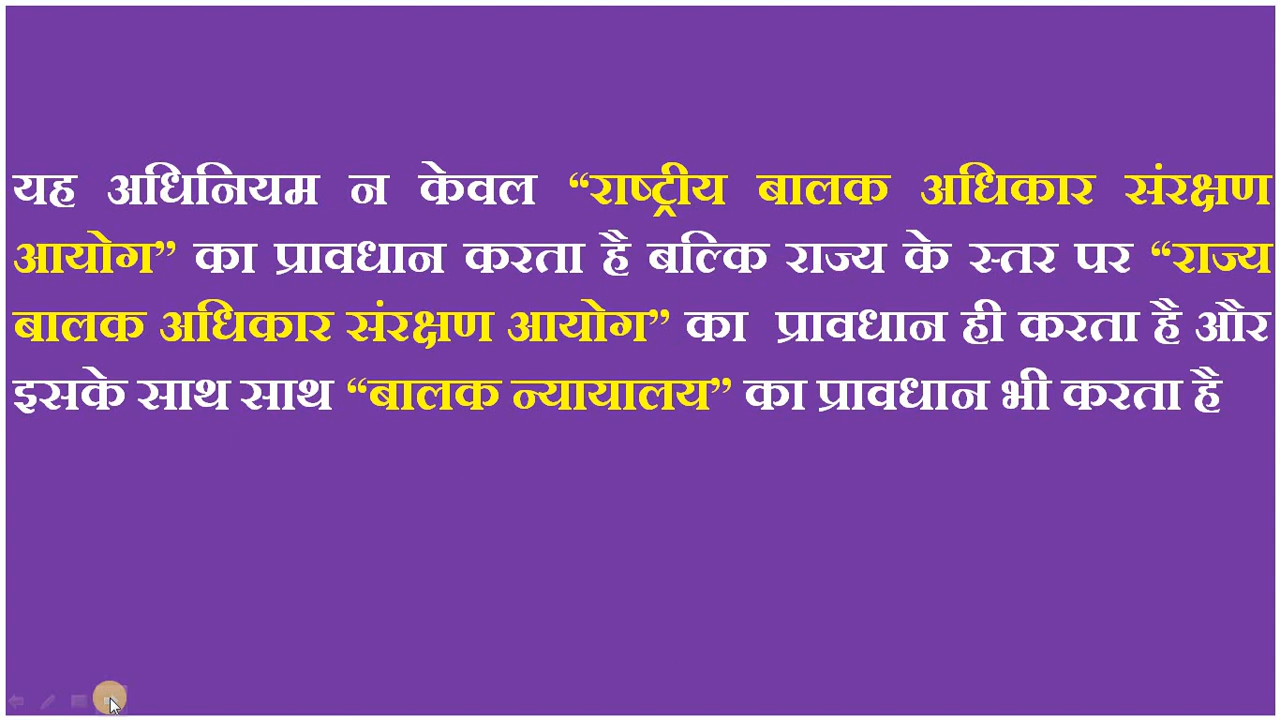 यह अधिनियम न केवल “राष्ट्रीय बालक अधिकार संरक्षण
आयोग” का प्रावधान करता है बल्कि राज्य के स्तर पर “राज्य
बालक अधिकार संरक्षण आयोग” का प्रावधान ही करता है और
इसके साथ साथ “बालक न्यायालय” का प्रावधान भी करता है